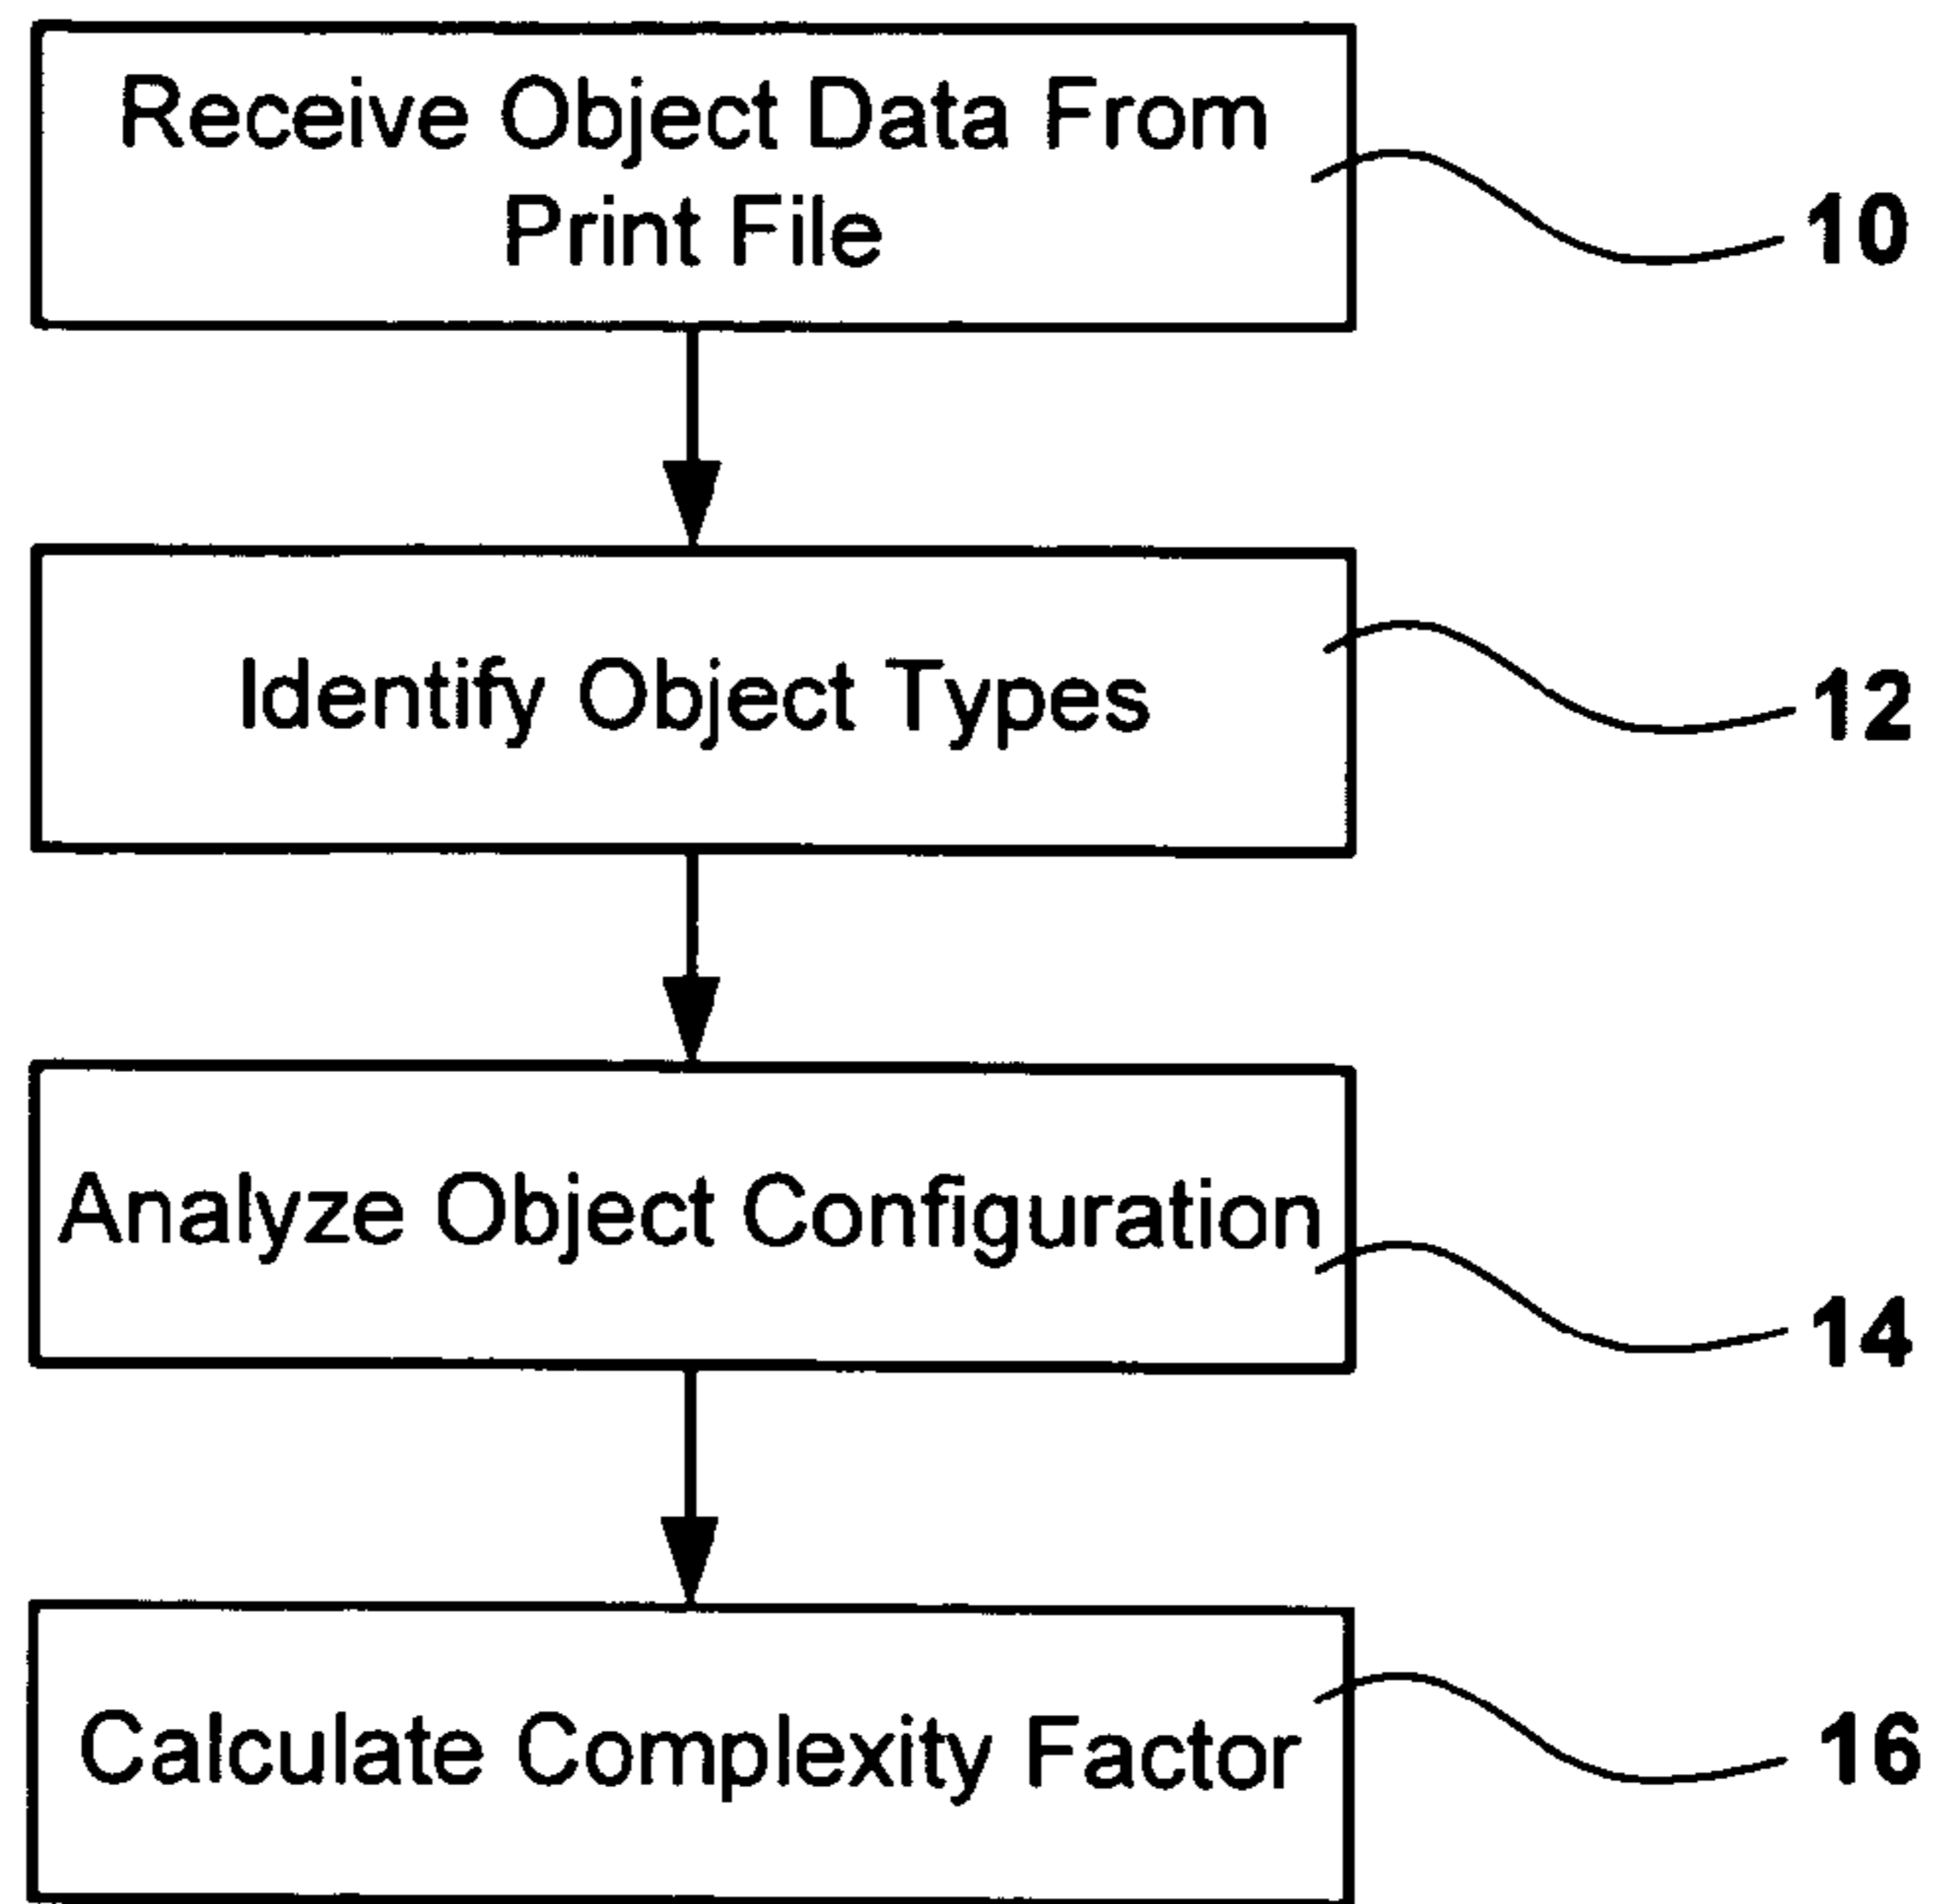 Receive Object Data From
Print File
10
Identify Object Types
12
Analyze Object Configuration
14
Calculate Complexity Factor
16